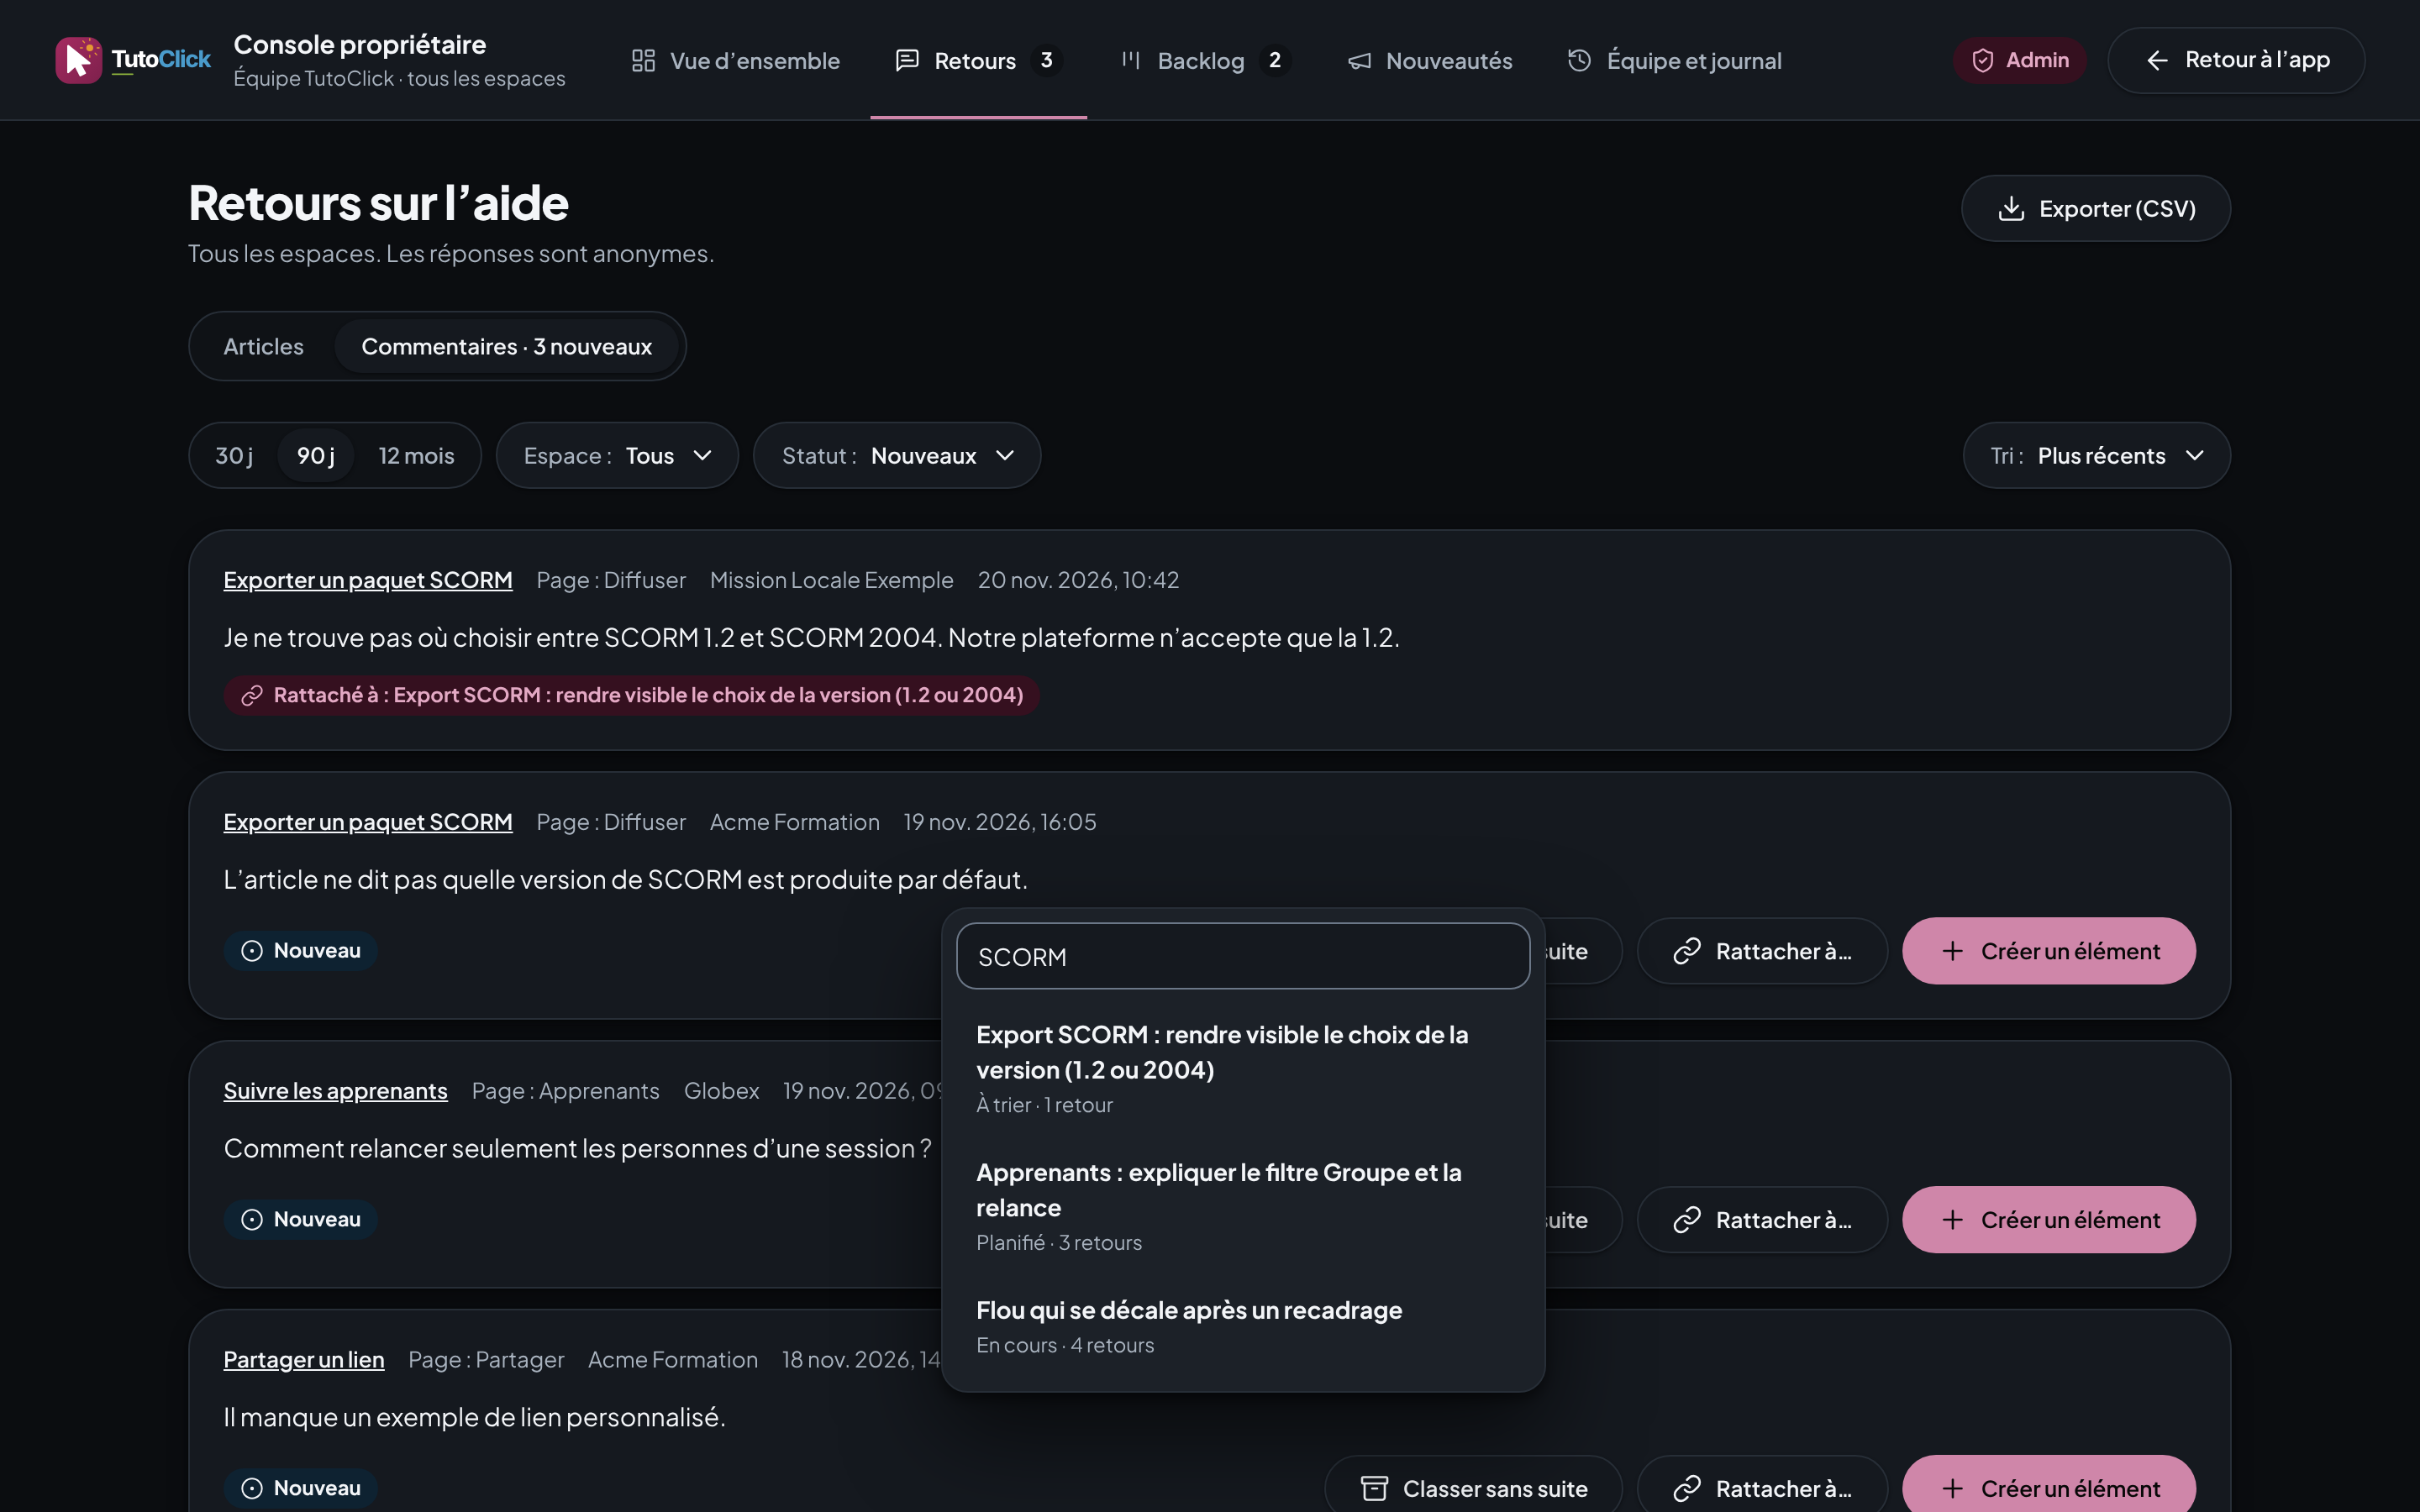 TutoClick
Console propriétaire
Équipe TutoClick · tous les espaces
Vue d’ensemble
Retours 3
Backlog 2
Nouveautés
Équipe et journal
Admin
Retour à l’app
Retours sur l’aide
Tous les espaces. Les réponses sont anonymes.
Exporter (CSV)
Articles
Commentaires · 3 nouveaux
30 j
90 j
12 mois
Espace : Tous
Statut : Nouveaux
Tri : Plus récents
Exporter un paquet SCORM Page : Diffuser Mission Locale Exemple 20 nov. 2026, 10:42
Je ne trouve pas où choisir entre SCORM 1.2 et SCORM 2004. Notre plateforme n’accepte que la 1.2.
Rattaché à : Export SCORM : rendre visible le choix de la version (1.2 ou 2004)
Exporter un paquet SCORM Page : Diffuser Acme Formation 19 nov. 2026, 16:05
L’article ne dit pas quelle version de SCORM est produite par défaut.
Nouveau
Rattacher à…
Créer un élément
SCORM
Export SCORM : rendre visible le choix de la
version (1.2 ou 2004)
À trier · 1 retour
Apprenants : expliquer le filtre Groupe et la
relance
Planifié · 3 retours
Flou qui se décale après un recadrage
En cours · 4 retours
Suivre les apprenants Page : Apprenants Globex 19 nov. 2026,
Comment relancer seulement les personnes d’une session ?
Nouveau
Rattacher à…
Créer un élément
Partager un lien Page : Partager Acme Formation 18 nov. 2026,
Il manque un exemple de lien personnalisé.
Nouveau
Classer sans suite
Rattacher à…
Créer un élément